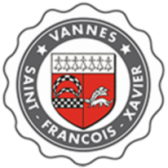 VANNES
SAINT - FRANCOIS - XAVIER